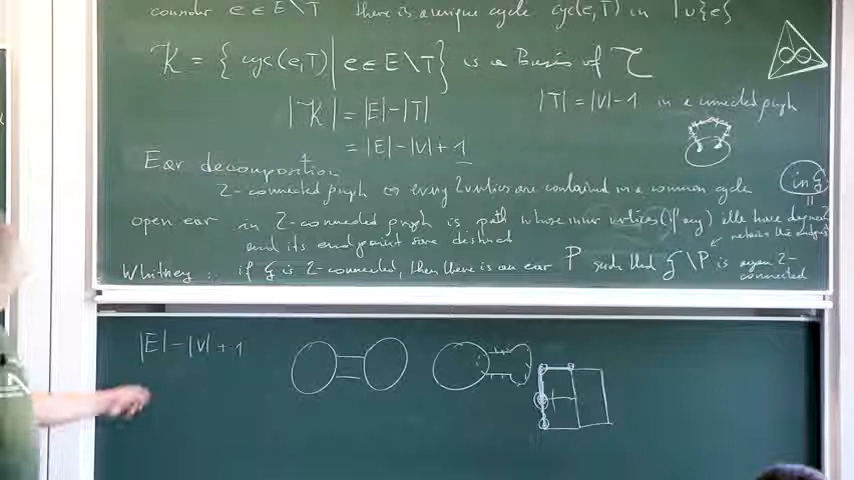 consider e ∈ E\T there is a unique cycle cyc(e,T) in T∪{e}
K = { cyc(e,T) | e ∈ E\T } is a Basis of C
|K| = |E|-|T|
|T| = |V|-1 in a connected graph
= |E|-|V|+1
Ear decomposition
2-connected graph ⇔ every 2 vertices are contained in a common cycle
in G
open ear in 2-connected graph is path whose inner vertices (if any) all have degree 2
and its endpoints are distinct
Whitney: if G is 2-connected, then there is an ear P such that G\P is again 2-connected
|E|-|V|+1